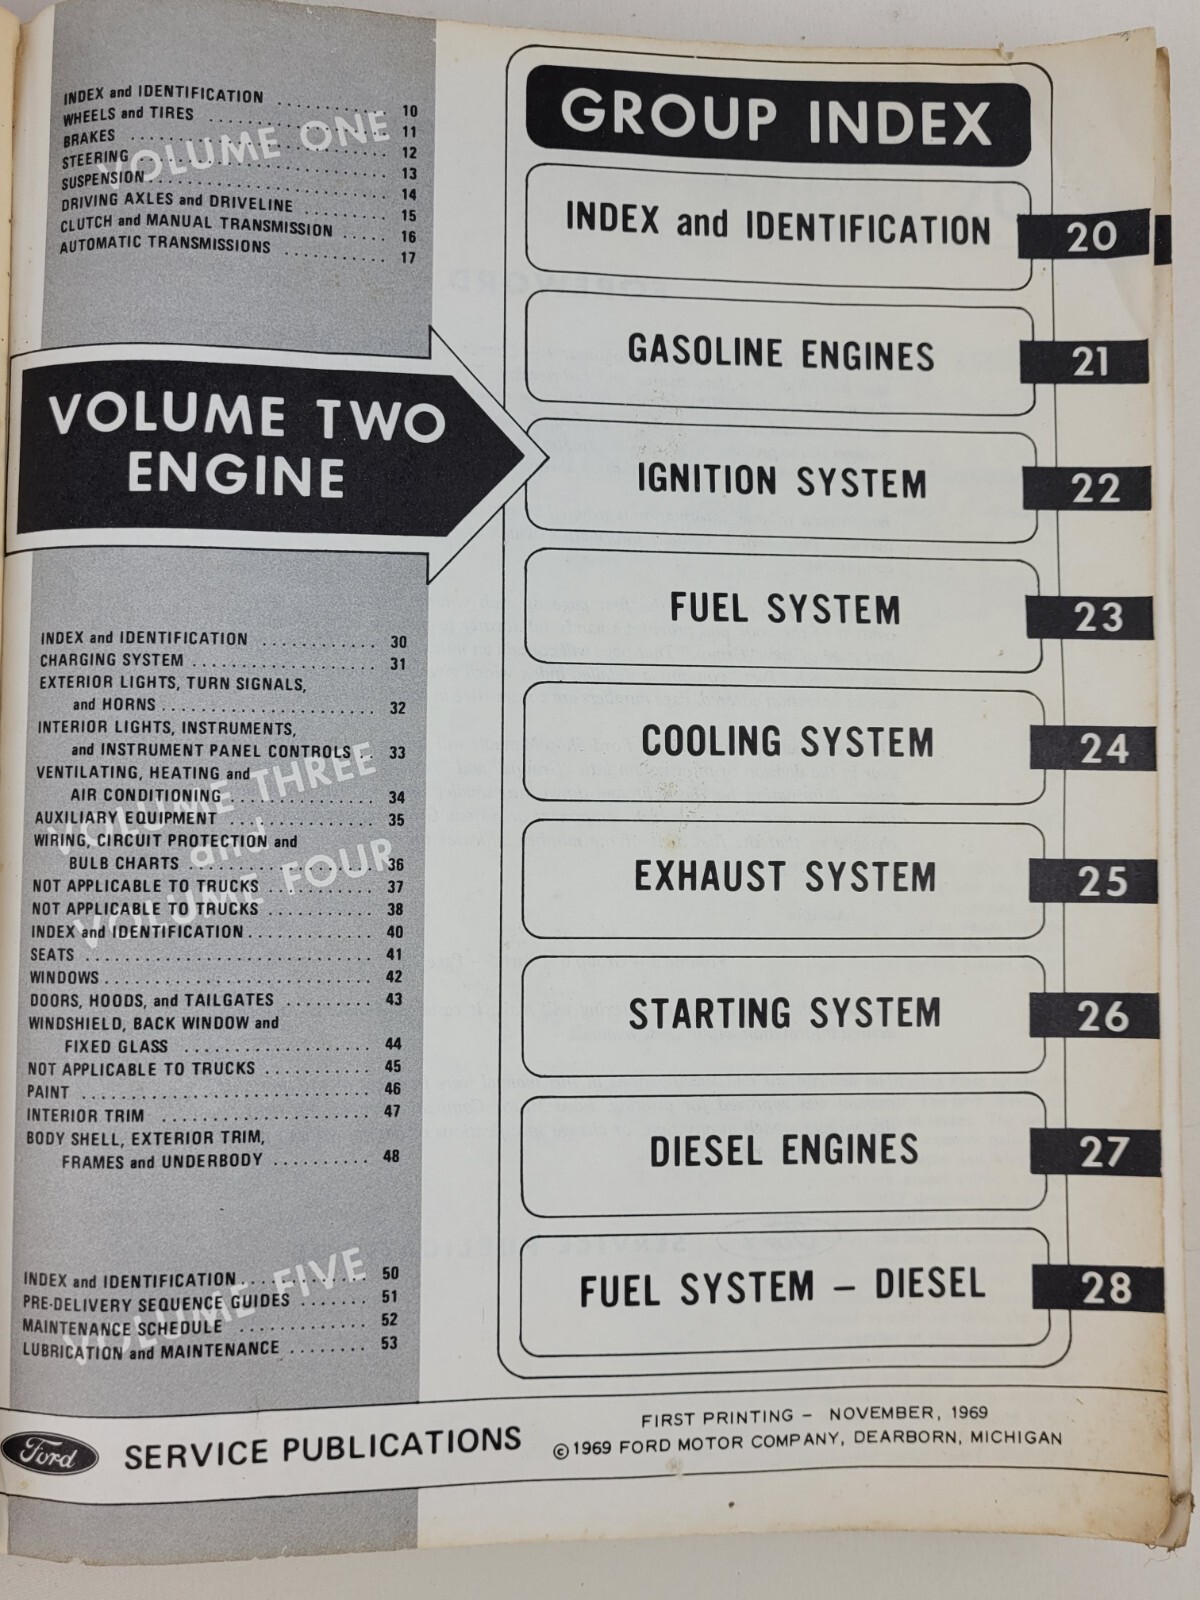 VOLUME ONE
INDEX and IDENTIFICATION ........... 10
WHEELS and TIRES .................. 11
BRAKES ......................... 12
STEERING ....................... 13
SUSPENSION ...................... 14
DRIVING AXLES and DRIVELINE ......... 15
CLUTCH and MANUAL TRANSMISSION ..... 16
AUTOMATIC TRANSMISSIONS ........... 17
VOLUME TWO
ENGINE
VOLUME THREE
and
VOLUME FOUR
INDEX and IDENTIFICATION ............ 30
CHARGING SYSTEM .................... 31
EXTERIOR LIGHTS, TURN SIGNALS,
and HORNS ....................... 32
INTERIOR LIGHTS, INSTRUMENTS,
and INSTRUMENT PANEL CONTROLS .. 33
VENTILATING, HEATING and
AIR CONDITIONING ................ 34
AUXILIARY EQUIPMENT ............... 35
WIRING, CIRCUIT PROTECTION and
BULB CHARTS .................... 36
NOT APPLICABLE TO TRUCKS ........... 37
NOT APPLICABLE TO TRUCKS ........... 38
INDEX and IDENTIFICATION ............. 40
SEATS ............................. 41
WINDOWS ........................... 42
DOORS, HOODS, and TAILGATES ......... 43
WINDSHIELD, BACK WINDOW and
FIXED GLASS .................... 44
NOT APPLICABLE TO TRUCKS ........... 45
PAINT ............................. 46
INTERIOR TRIM ...................... 47
BODY SHELL, EXTERIOR TRIM,
FRAMES and UNDERBODY .......... 48
VOLUME FIVE
INDEX and IDENTIFICATION ............. 50
PRE-DELIVERY SEQUENCE GUIDES ....... 51
MAINTENANCE SCHEDULE ............. 52
LUBRICATION and MAINTENANCE ........ 53
GROUP INDEX
INDEX and IDENTIFICATION 20
GASOLINE ENGINES 21
IGNITION SYSTEM 22
FUEL SYSTEM 23
COOLING SYSTEM 24
EXHAUST SYSTEM 25
STARTING SYSTEM 26
DIESEL ENGINES 27
FUEL SYSTEM – DIESEL 28
Ford SERVICE PUBLICATIONS
FIRST PRINTING – NOVEMBER, 1969
©1969 FORD MOTOR COMPANY, DEARBORN, MICHIGAN